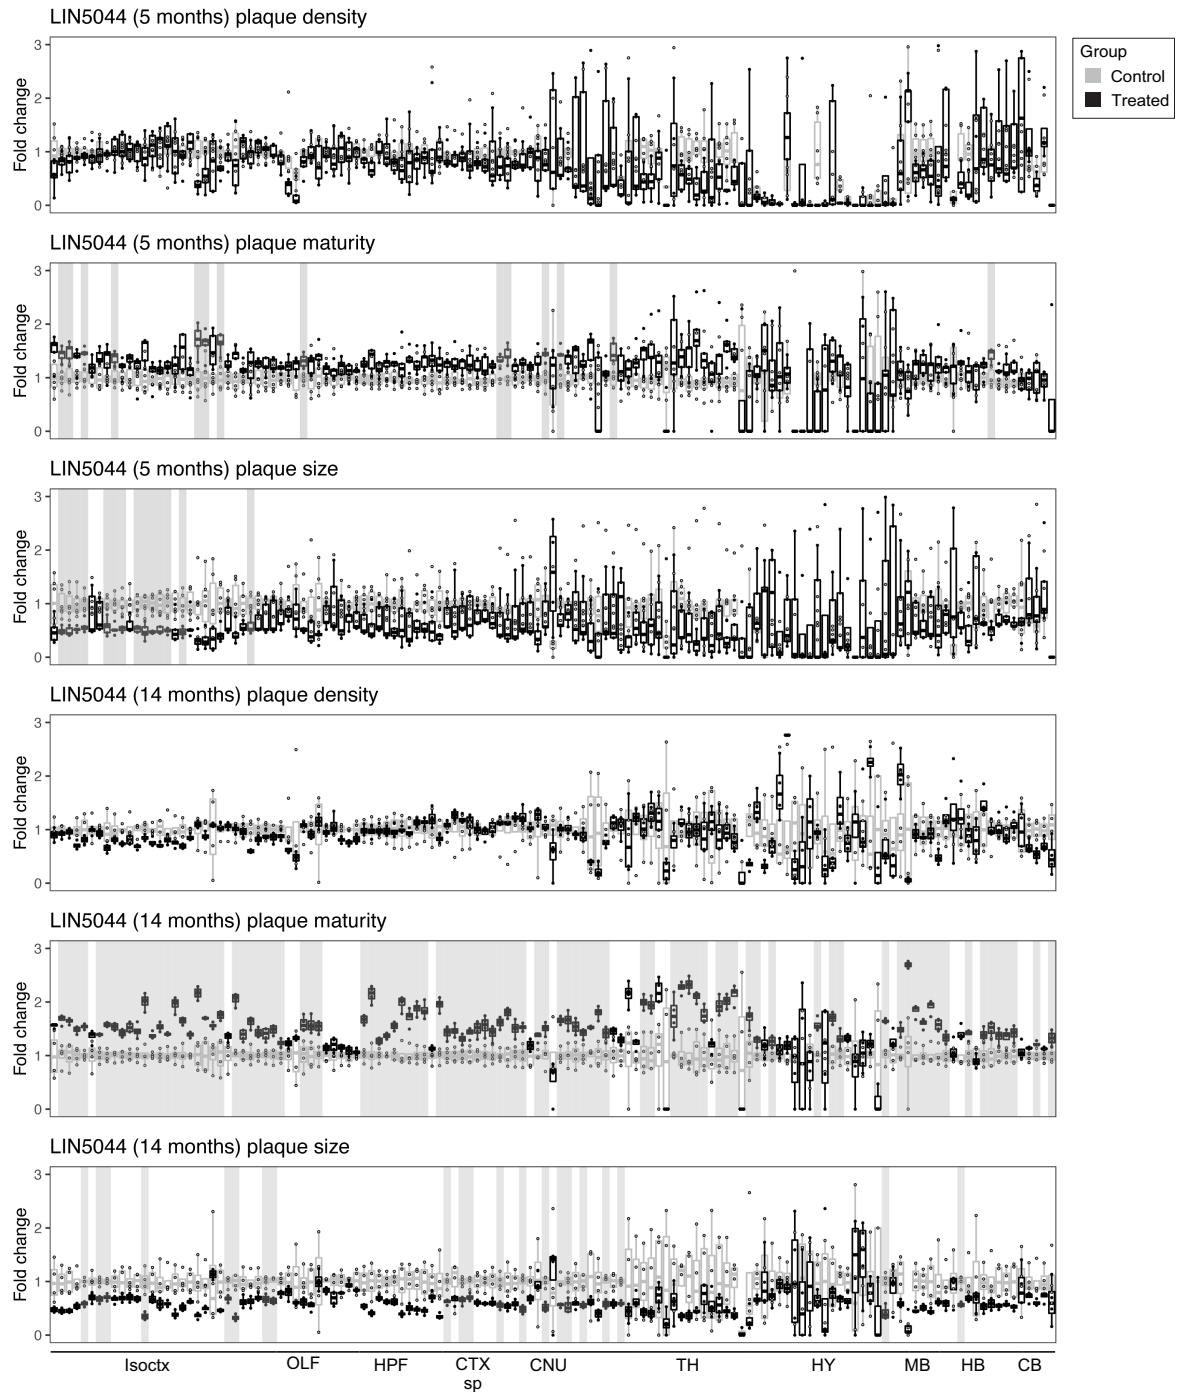 LIN5044 (5 months) plaque density
Fold change
3
2
1
0
Group
Control
Treated
LIN5044 (5 months) plaque maturity
Fold change
3
2
1
0
LIN5044 (5 months) plaque size
Fold change
3
2
1
0
LIN5044 (14 months) plaque density
Fold change
3
2
1
0
LIN5044 (14 months) plaque maturity
Fold change
3
2
1
0
LIN5044 (14 months) plaque size
Fold change
3
2
1
0
Isoctx OLF HPF CTX CNU TH HY MB HB CB
sp